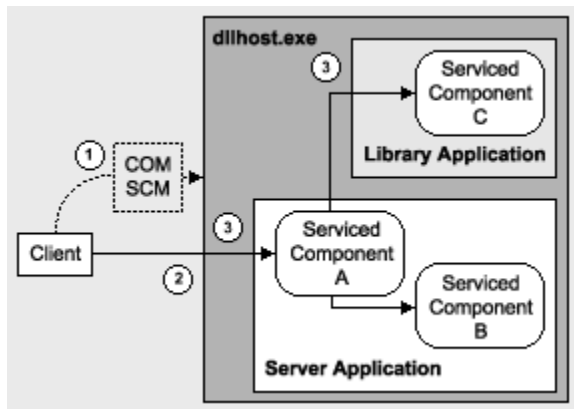 dllhost.exe
3
Serviced
Component
C
Library Application
1
COM
SCM
Client
2
3
Serviced
Component
A
Serviced
Component
B
Server Application